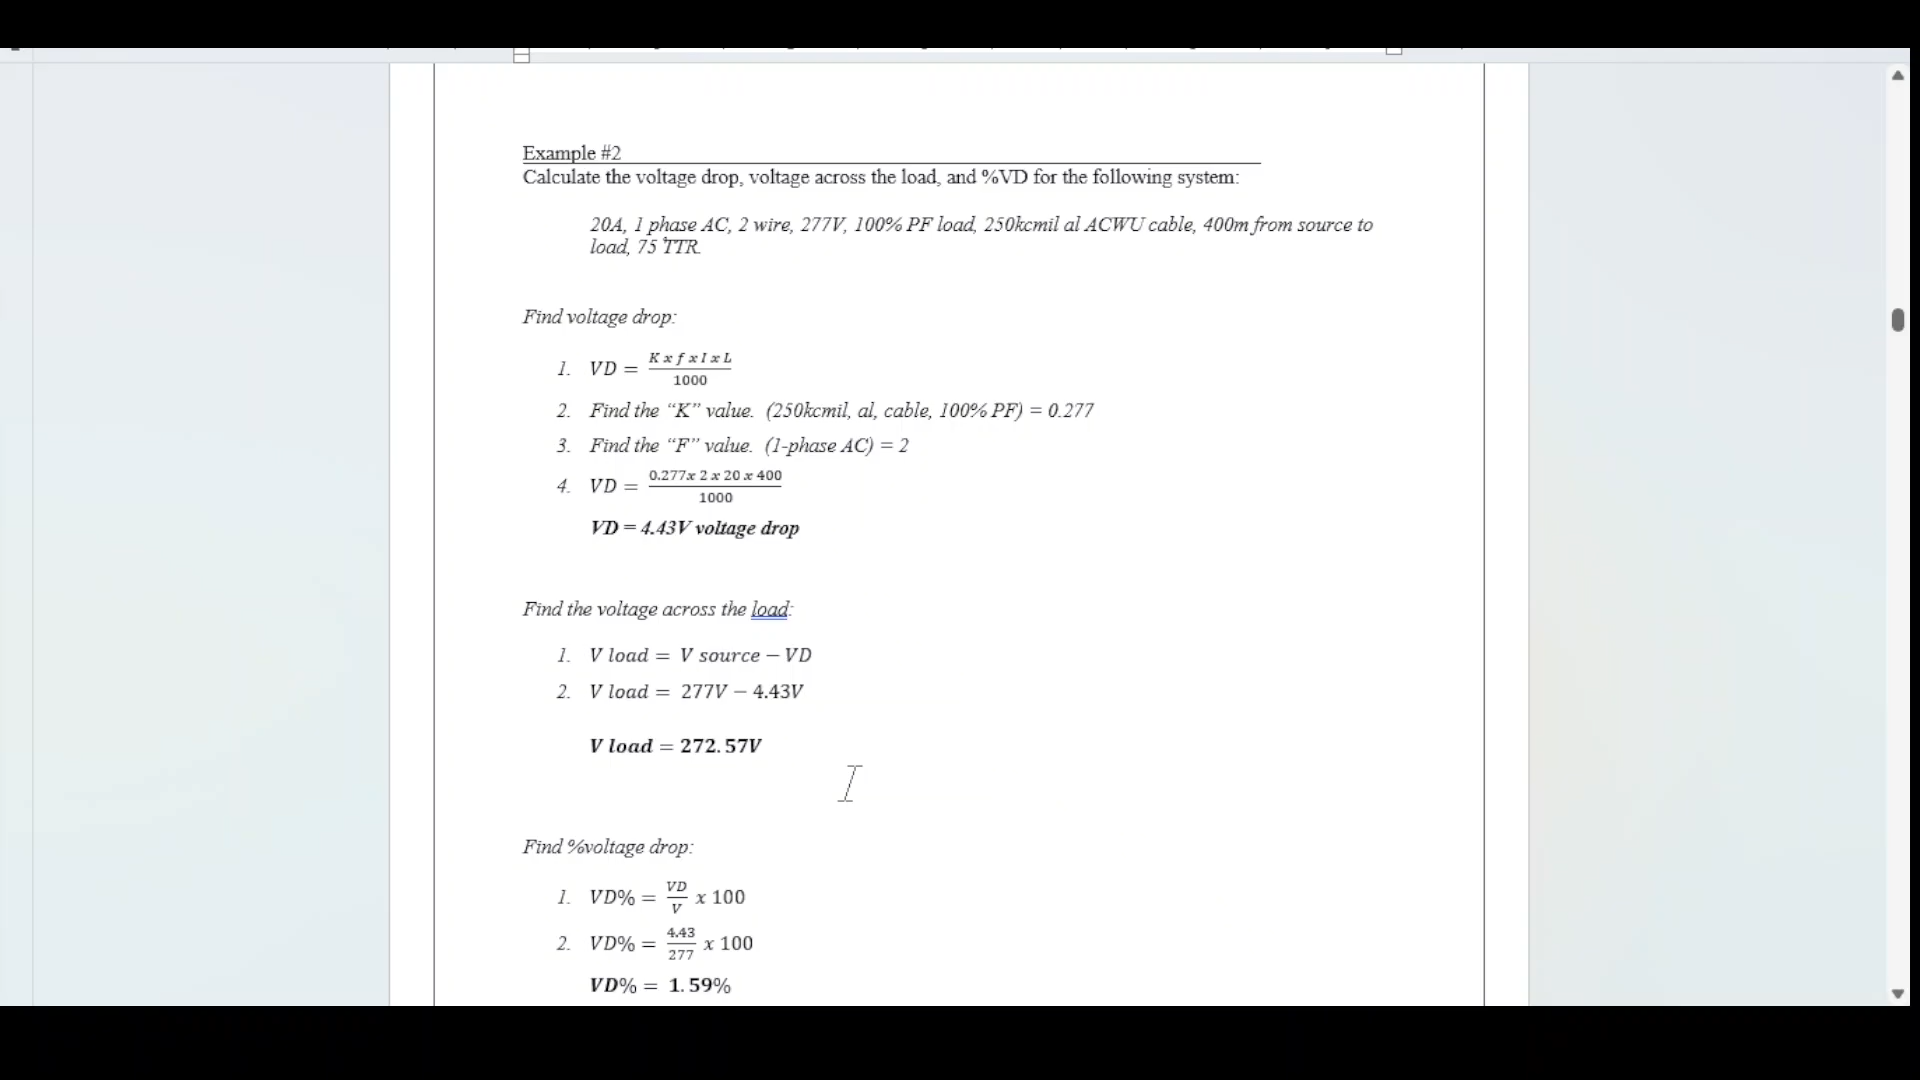 Example #2
Calculate the voltage drop, voltage across the load, and %VD for the following system:
20A, 1 phase AC, 2 wire, 277V, 100% PF load, 250kcmil al ACWU cable, 400m from source to
load, 75 TTR.
Find voltage drop:
1. VD = K x f x I x L / 1000
2. Find the “K” value. (250kcmil, al, cable, 100% PF) = 0.277
3. Find the “F” value. (1-phase AC) = 2
4. VD = 0.277x 2 x 20 x 400 / 1000
VD = 4.43V voltage drop
Find the voltage across the load:
1. V load = V source − VD
2. V load = 277V − 4.43V
V load = 272.57V
Find %voltage drop:
1. VD% = VD / V x 100
2. VD% = 4.43 / 277 x 100
VD% = 1.59%